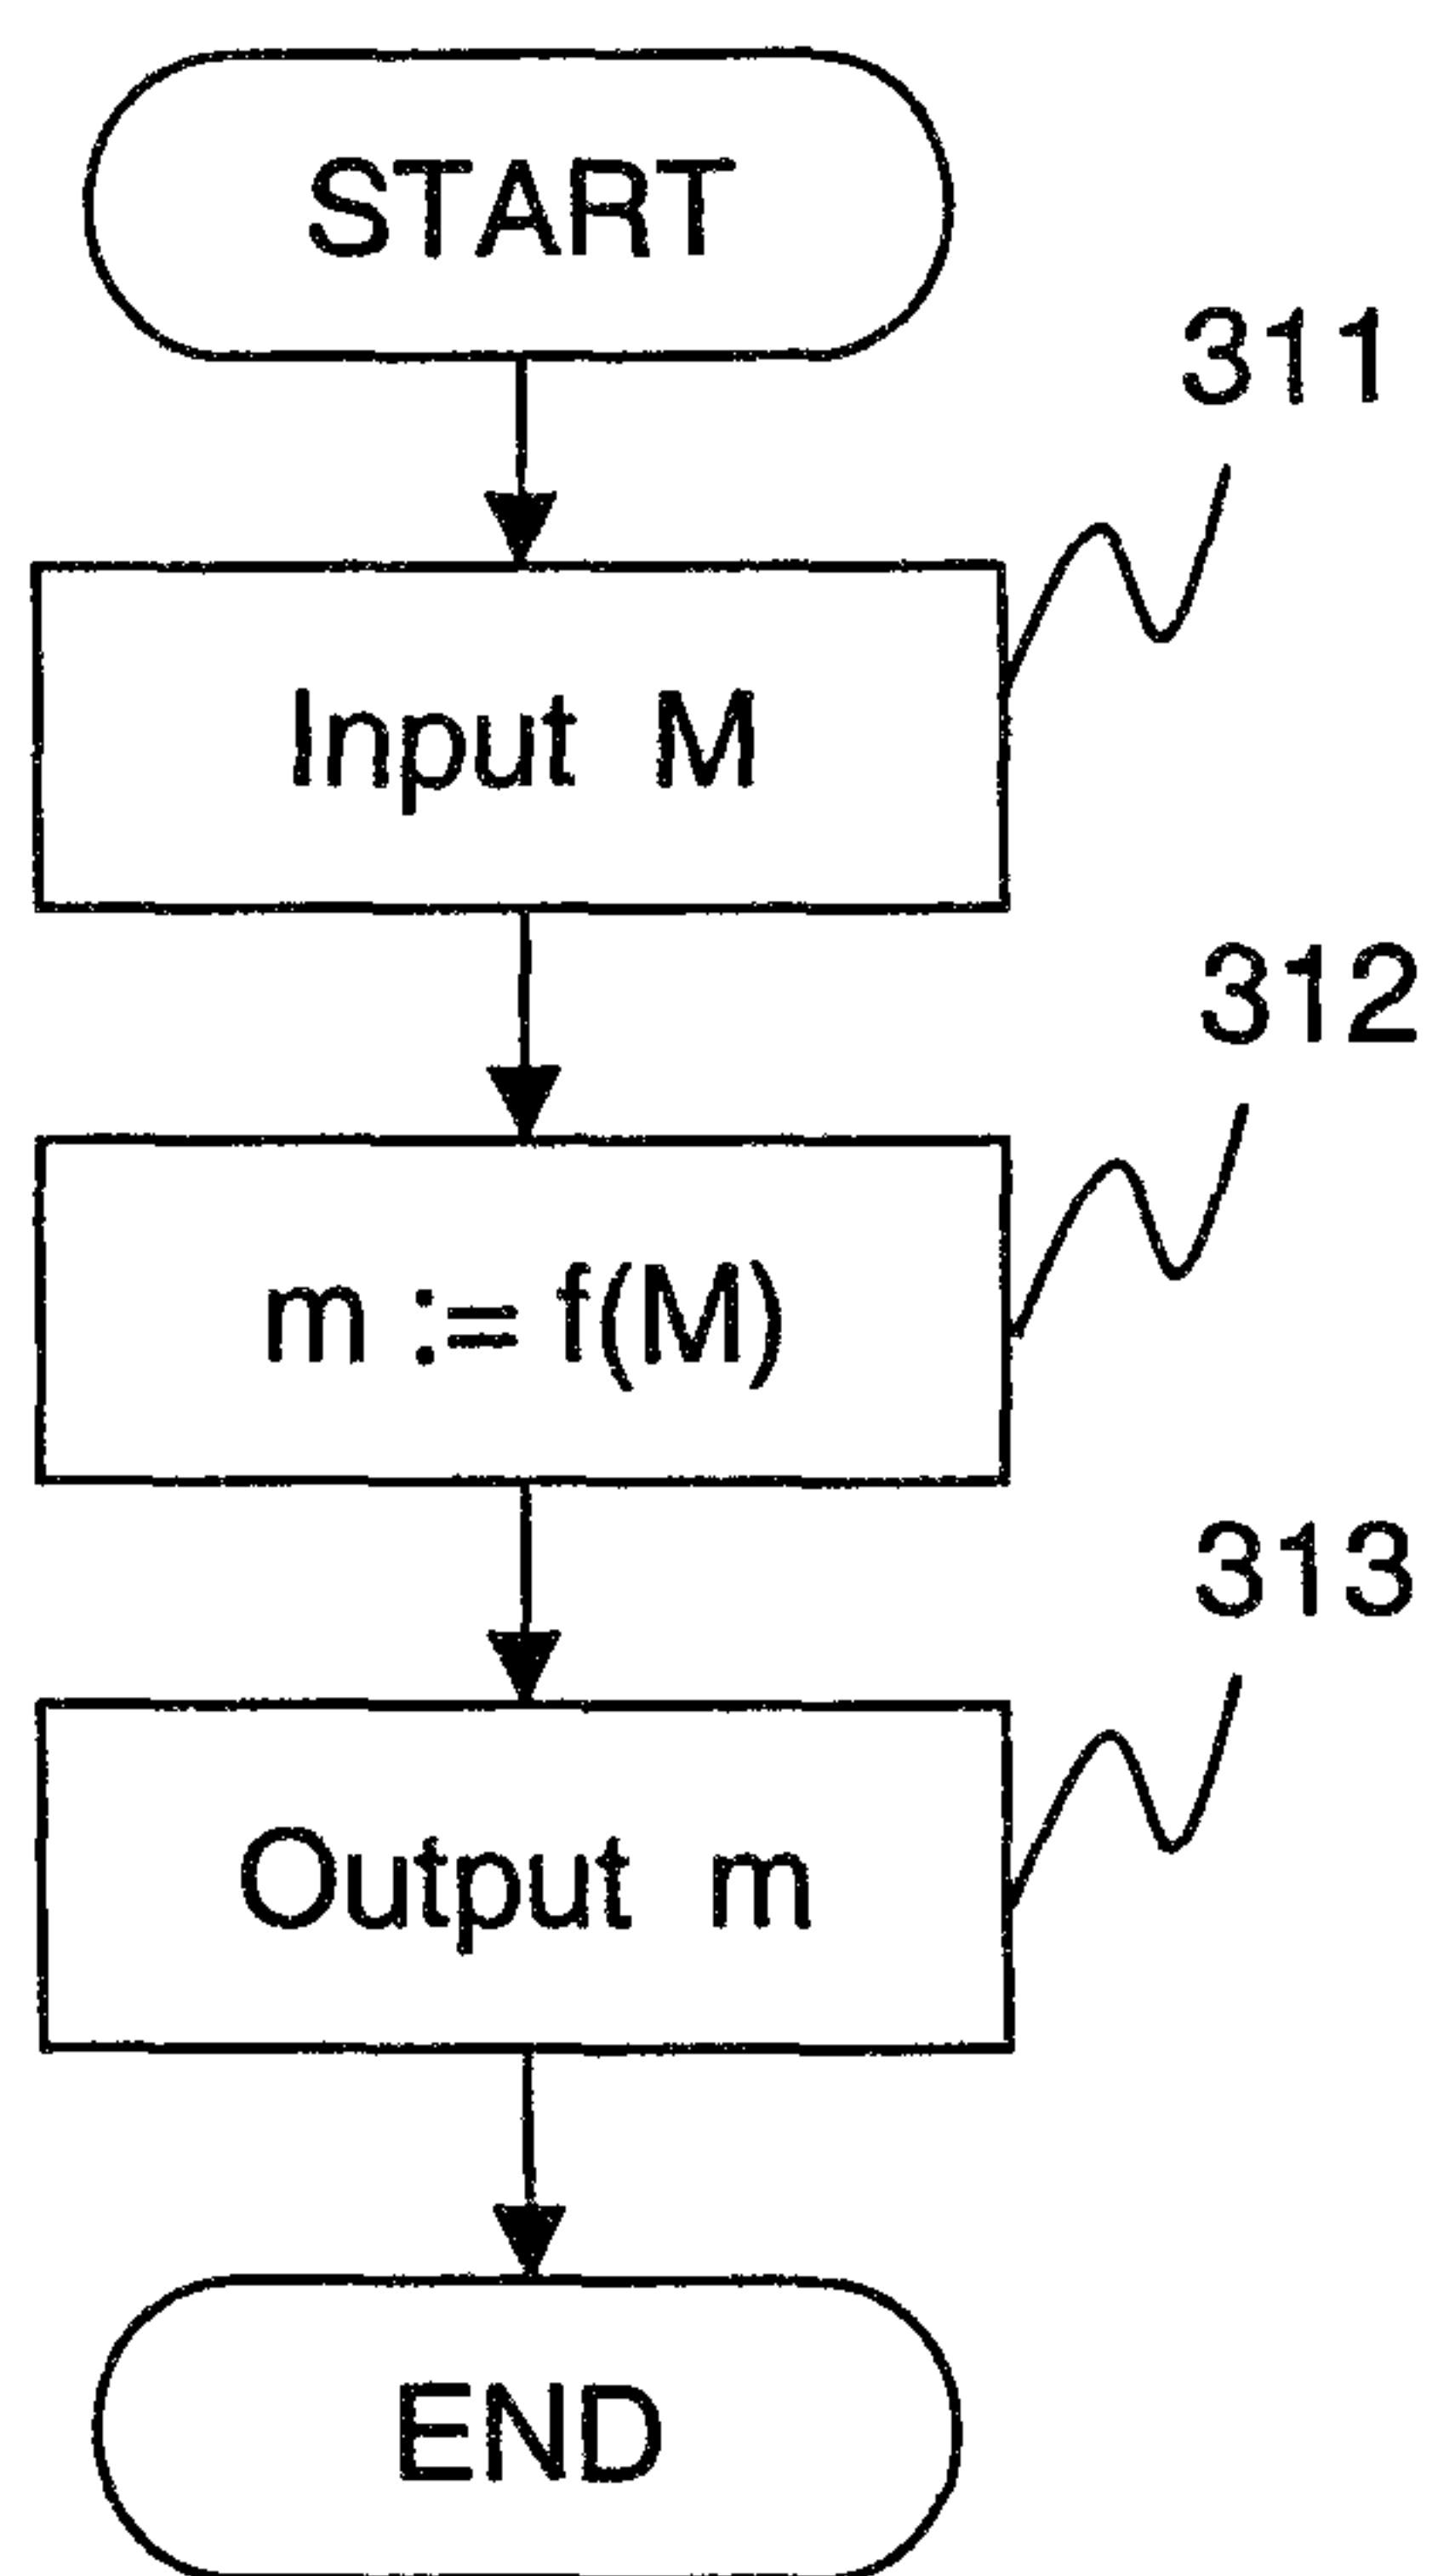 START
311
Input M
312
m := f(M)
313
Output m
END